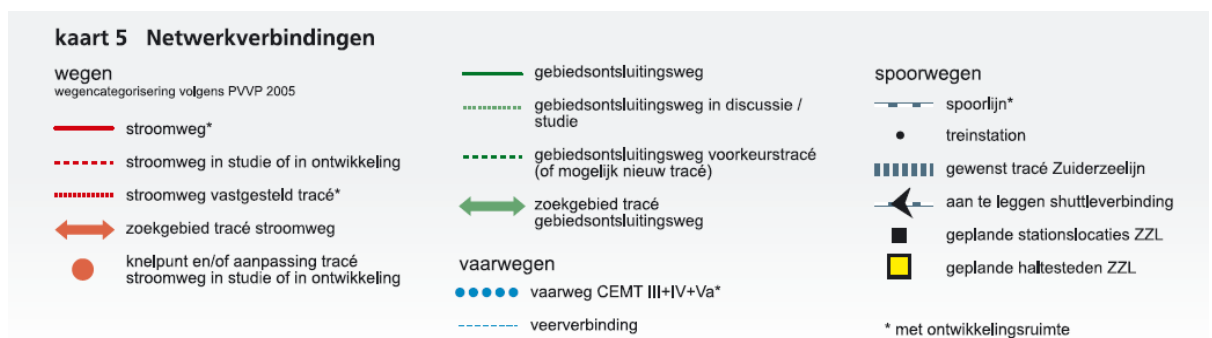 kaart 5 Netwerkverbindingen
wegen
wegencategorisering volgens PVVP 2005
stroomweg*
stroomweg in studie of in ontwikkeling
stroomweg vastgesteld tracé*
zoekgebied tracé stroomweg
knelpunt en/of aanpassing tracé
stroomweg in studie of in ontwikkeling
gebiedsontsluitingsweg
gebiedsontsluitingsweg in discussie /
studie
gebiedsontsluitingsweg voorkeurstracé
(of mogelijk nieuw tracé)
zoekgebied tracé
gebiedsontsluitingsweg
vaarwegen
vaarweg CEMT III+IV+Va*
veerverbinding
spoorwegen
spoorlijn*
treinstation
gewenst tracé Zuiderzeelijn
aan te leggen shuttleverbinding
geplande stationslocaties ZZL
geplande haltesteden ZZL
* met ontwikkelingsruimte